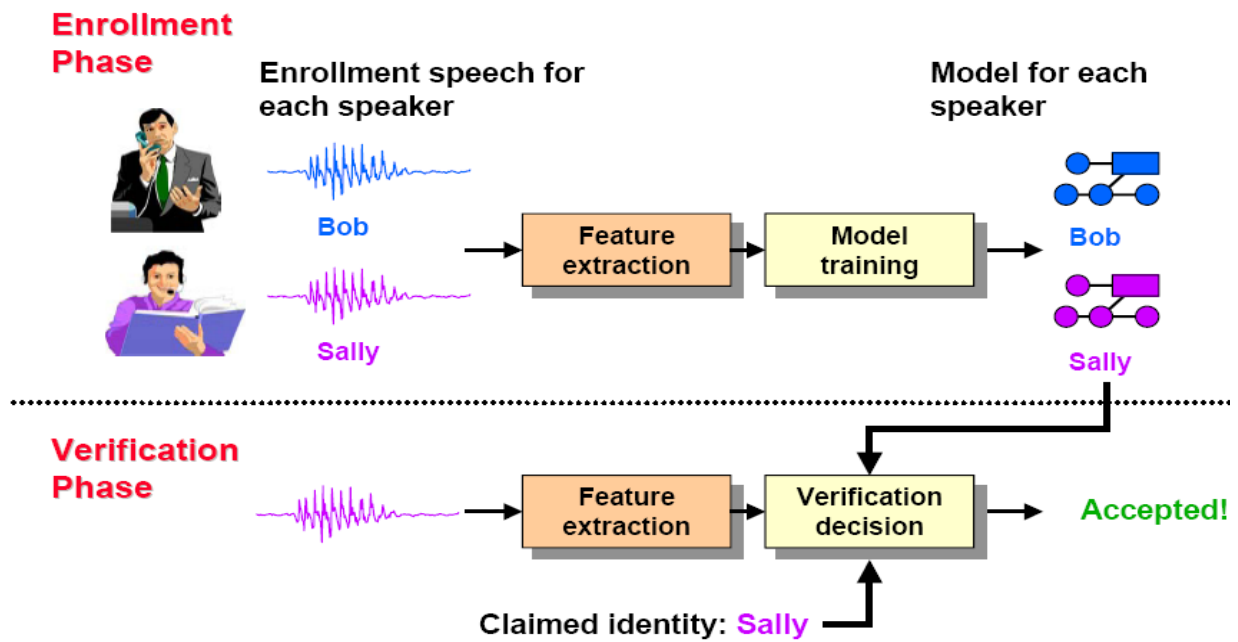 Enrollment
Phase
Enrollment speech for
each speaker
Model for each
speaker
Bob
Feature
extraction
Model
training
Bob
Sally
Sally
Verification
Phase
Feature
extraction
Verification
decision
Accepted!
Claimed identity: Sally